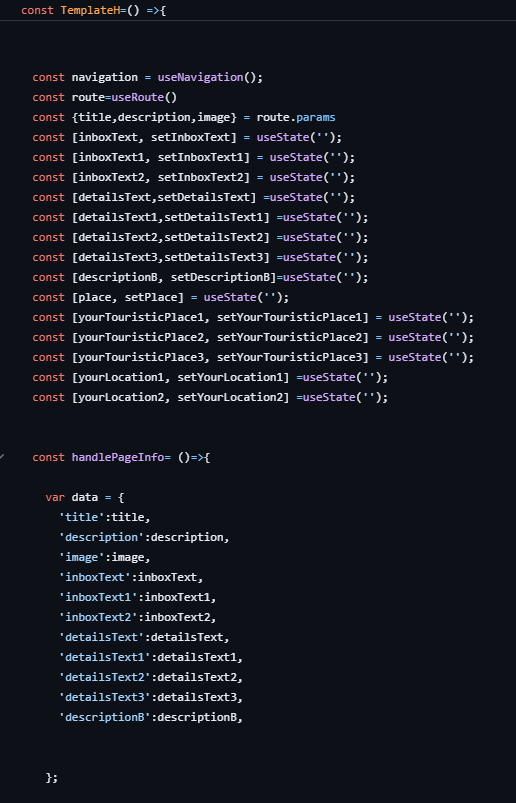 const TemplateH=() =>{
const navigation = useNavigation();
const route=useRoute()
const {title,description,image} = route.params
const [inboxText, setInboxText] = useState('');
const [inboxText1, setInboxText1] = useState('');
const [inboxText2, setInboxText2] = useState('');
const [detailsText,setDetailsText] =useState('');
const [detailsText1,setDetailsText1] =useState('');
const [detailsText2,setDetailsText2] =useState('');
const [detailsText3,setDetailsText3] =useState('');
const [descriptionB, setDescriptionB]=useState('');
const [place, setPlace] = useState('');
const [yourTouristicPlace1, setYourTouristicPlace1] = useState('');
const [yourTouristicPlace2, setYourTouristicPlace2] = useState('');
const [yourTouristicPlace3, setYourTouristicPlace3] = useState('');
const [yourLocation1, setYourLocation1] =useState('');
const [yourLocation2, setYourLocation2] =useState('');
const handlePageInfo= ()=>{
var data = {
'title':title,
'description':description,
'image':image,
'inboxText':inboxText,
'inboxText1':inboxText1,
'inboxText2':inboxText2,
'detailsText':detailsText,
'detailsText1':detailsText1,
'detailsText2':detailsText2,
'detailsText3':detailsText3,
'descriptionB':descriptionB,
};